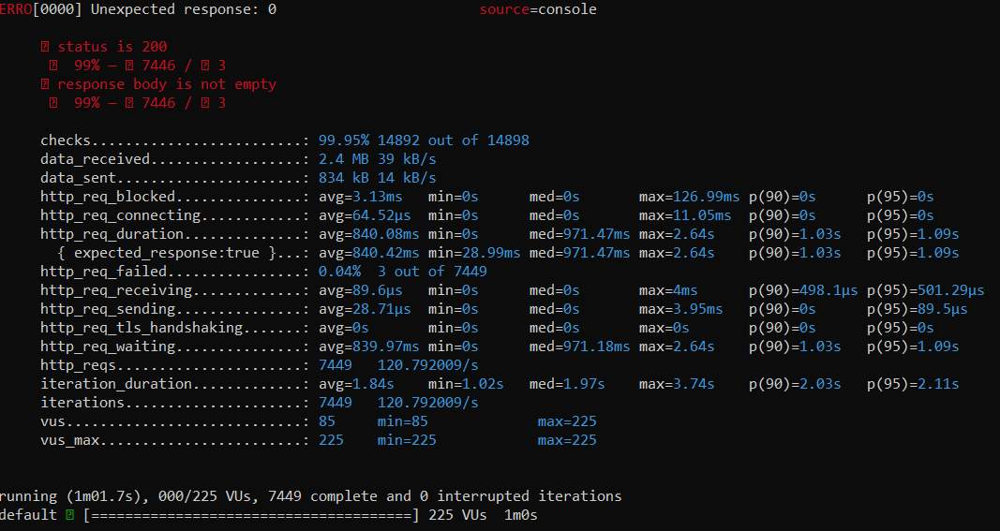 ERRO[0000] Unexpected response: 0 source=console
status is 200
99% — 7446 / 3
response body is not empty
99% — 7446 / 3
checks.........................: 99.95% 14892 out of 14898
data_received..................: 2.4 MB 39 kB/s
data_sent......................: 834 kB 14 kB/s
http_req_blocked...............: avg=3.13ms min=0s med=0s max=126.99ms p(90)=0s p(95)=0s
http_req_connecting............: avg=64.52µs min=0s med=0s max=11.05ms p(90)=0s p(95)=0s
http_req_duration..............: avg=840.08ms min=0s med=971.47ms max=2.64s p(90)=1.03s p(95)=1.09s
{ expected_response:true }...: avg=840.42ms min=28.99ms med=971.47ms max=2.64s p(90)=1.03s p(95)=1.09s
http_req_failed................: 0.04% 3 out of 7449
http_req_receiving.............: avg=89.6µs min=0s med=0s max=4ms p(90)=498.1µs p(95)=501.29µs
http_req_sending...............: avg=28.71µs min=0s med=0s max=3.95ms p(90)=0s p(95)=89.5µs
http_req_tls_handshaking.......: avg=0s min=0s med=0s max=0s p(90)=0s p(95)=0s
http_req_waiting...............: avg=839.97ms min=0s med=971.18ms max=2.64s p(90)=1.03s p(95)=1.09s
http_reqs......................: 7449 120.792009/s
iteration_duration.............: avg=1.84s min=1.02s med=1.97s max=3.74s p(90)=2.03s p(95)=2.11s
iterations.....................: 7449 120.792009/s
vus............................: 85 min=85 max=225
vus_max........................: 225 min=225 max=225
running (1m01.7s), 000/225 VUs, 7449 complete and 0 interrupted iterations
default [======================================] 225 VUs 1m0s